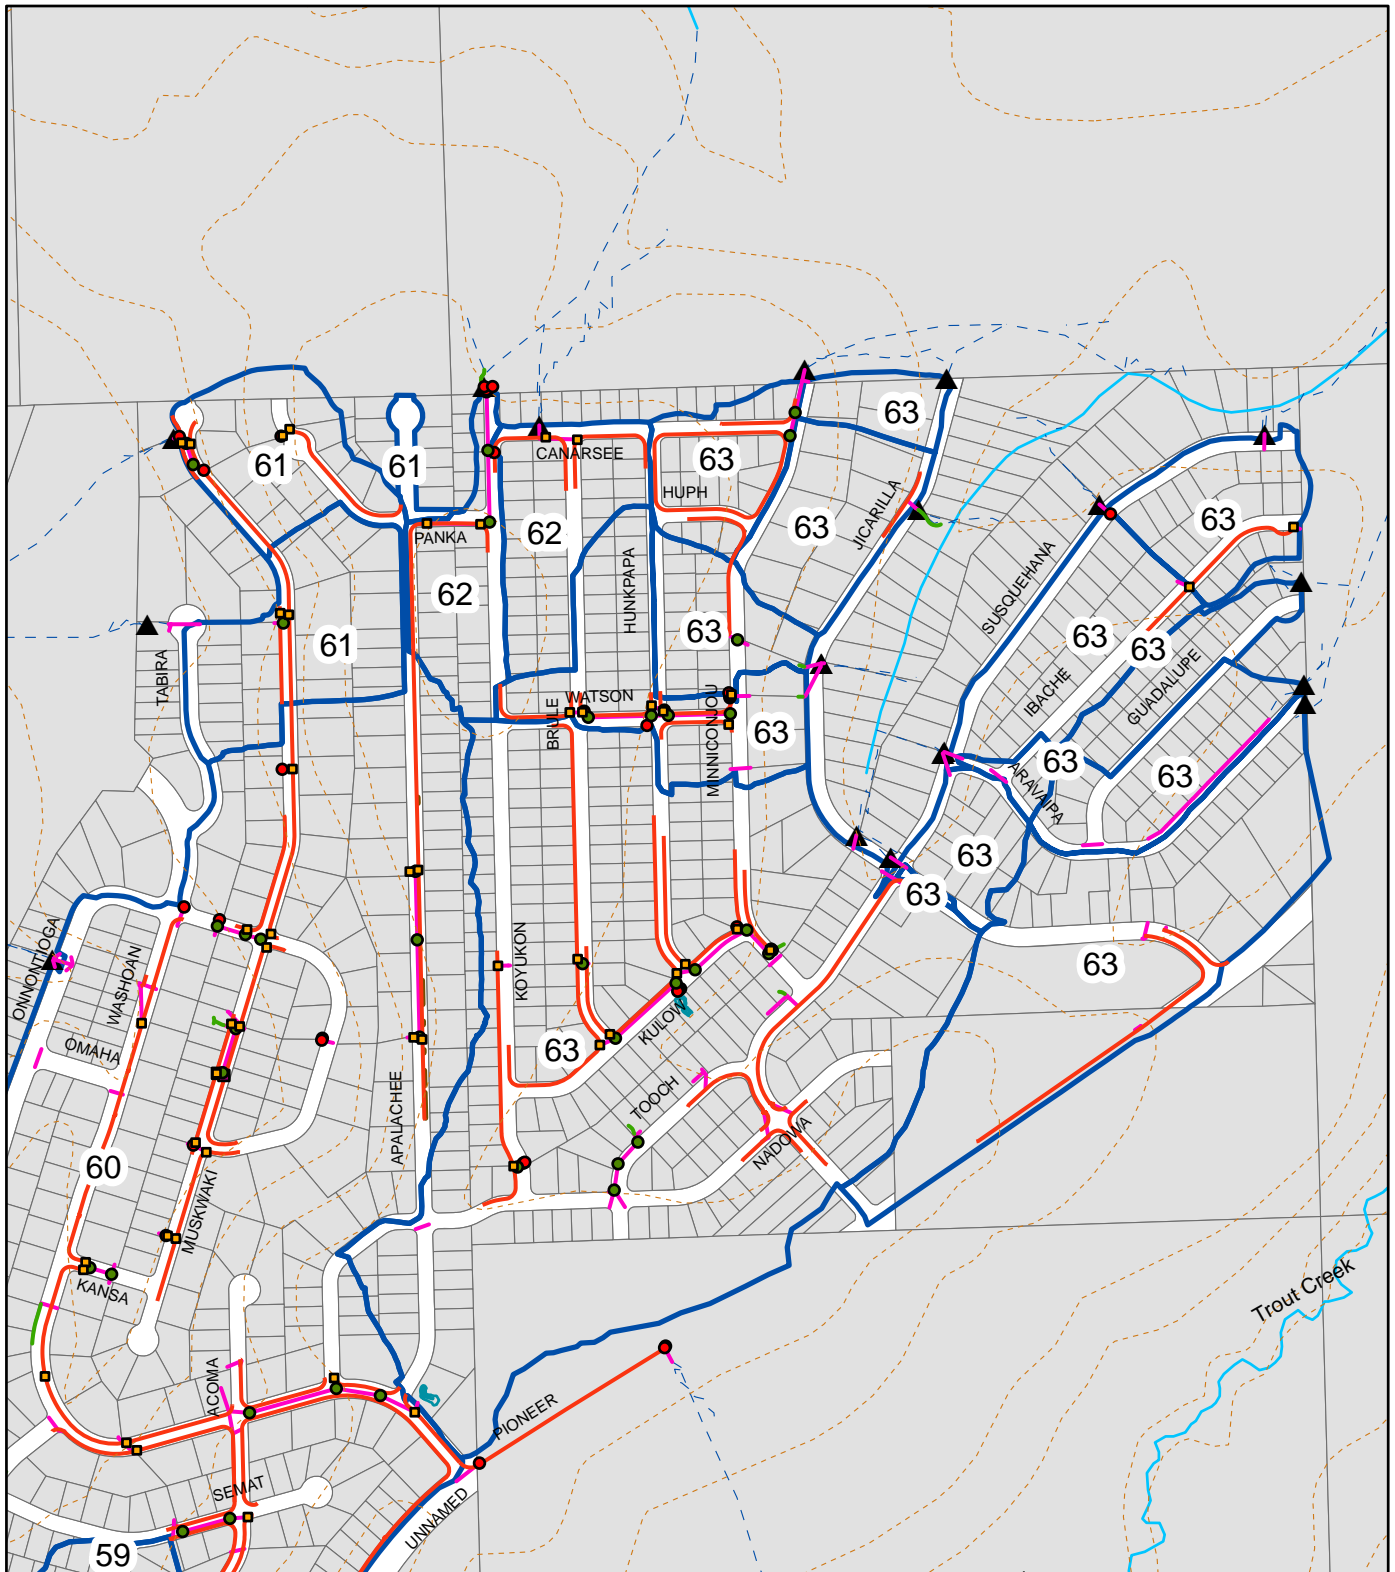 63
61
61
CANARSEE
63
HUPH
63
63
JICARILLA
63
PANKA
62
SUSQUEHANA
62
HUNKPAPA
63
63
61
63
TABIRA
IBACHE
GUADALUPE
WATSON
BRULE
MINNICONJOU
63
63
63
ARAVAIPA
63
63
ONNONTIOGA
WASHOAN
KOYUKON
63
KULOW
OMAHA
63
TOOCH
APALACHEE
NADOWA
60
MUSKWAKI
KANSA
Trout Creek
ACOMA
PIONEER
SEMAT
UNNAMED
59